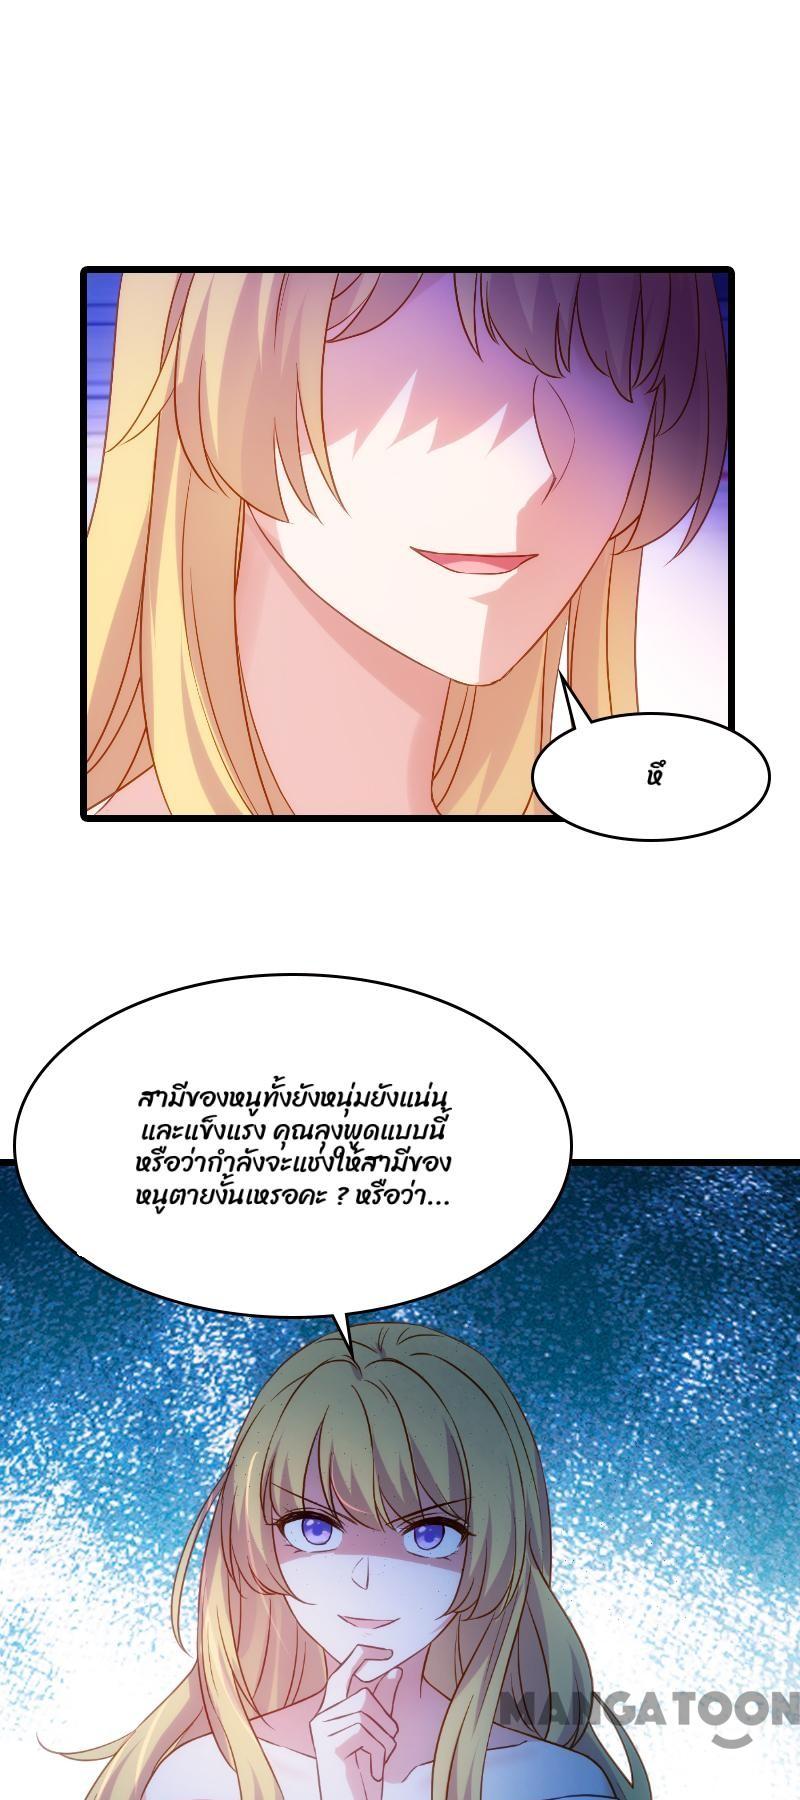 หึ
สามีของหนูทั้งยังหนุ่มยังแน่น
และแข็งแรง คุณลุงพูดแบบนี้
หรือว่ากำลังจะแช่งให้สามีของ
หนูตายงั้นเหรอคะ ? หรือว่า...
MANGA TOON